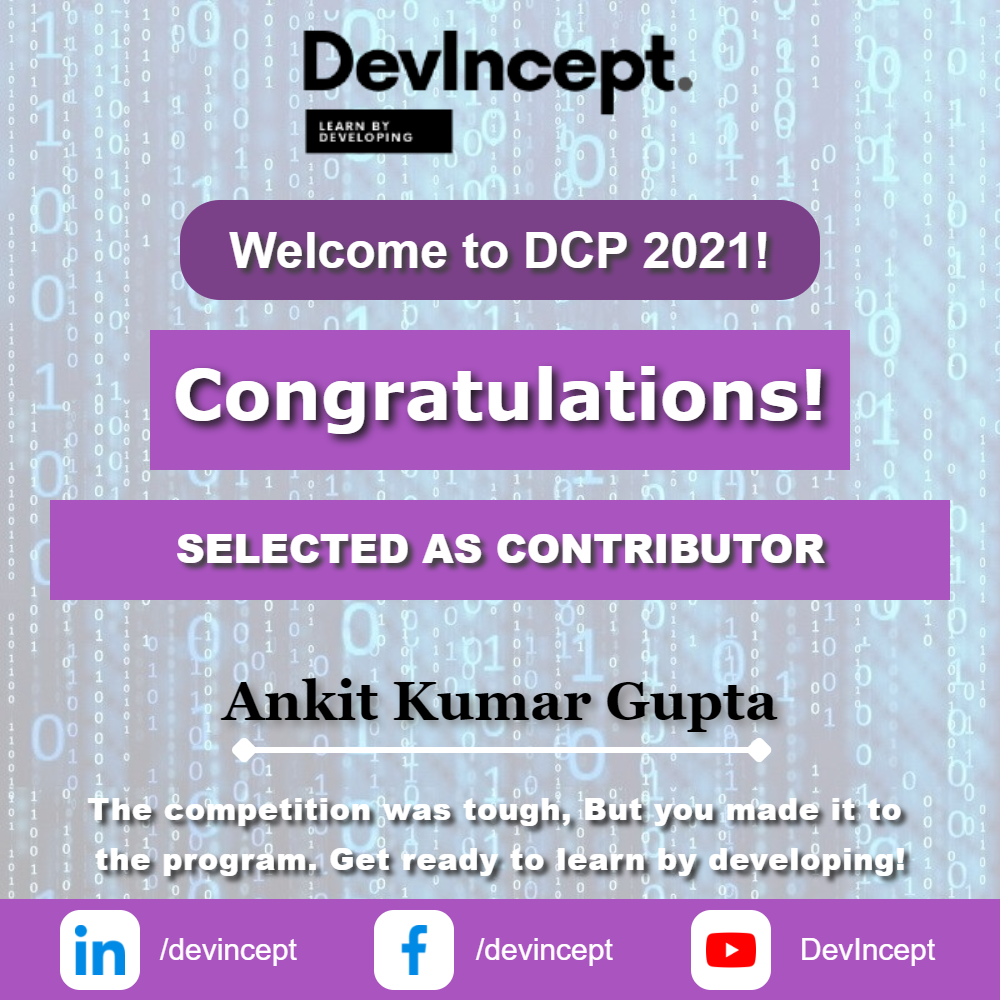 DevIncept.
LEARN BY
DEVELOPING
Welcome to DCP 2021!
Congratulations!
SELECTED AS CONTRIBUTOR
Ankit Kumar Gupta
The competition was tough, But you made it to
the program. Get ready to learn by developing!
in /devincept f /devincept DevIncept